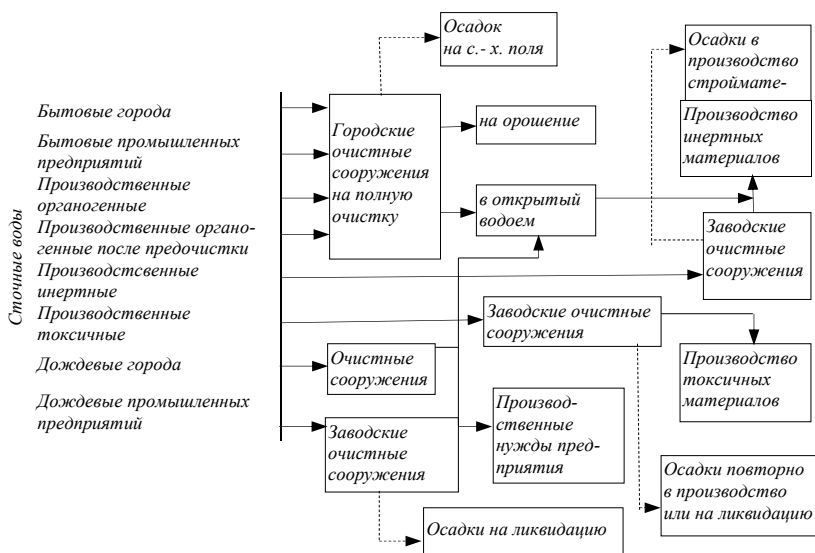 Осадок
на с.- х. поля
Осадки в
производство
строймате-
Производство
инертных
материалов
Сточные воды
Бытовые города
Бытовые промышленных
предприятий
Производственные
органогенные
Производственные органо-
генные после предочистки
Произвдостсвенные
инертные
Производственные
токсичные
Дождевые города
Дождевые промышленных
предприятий
Городские
очистные
сооружения
на полную
очистку
на орошение
в открытый
водоем
Заводские
очистные
сооружения
Заводские очистные
сооружения
Очистные
сооружения
Производство
токсичных
материалов
Заводские
очистные
сооружения
Производ-
ственные
нужды пред-
приятия
Осадки повторно
в производство
или на ликвидацию
Осадки на ликвидацию